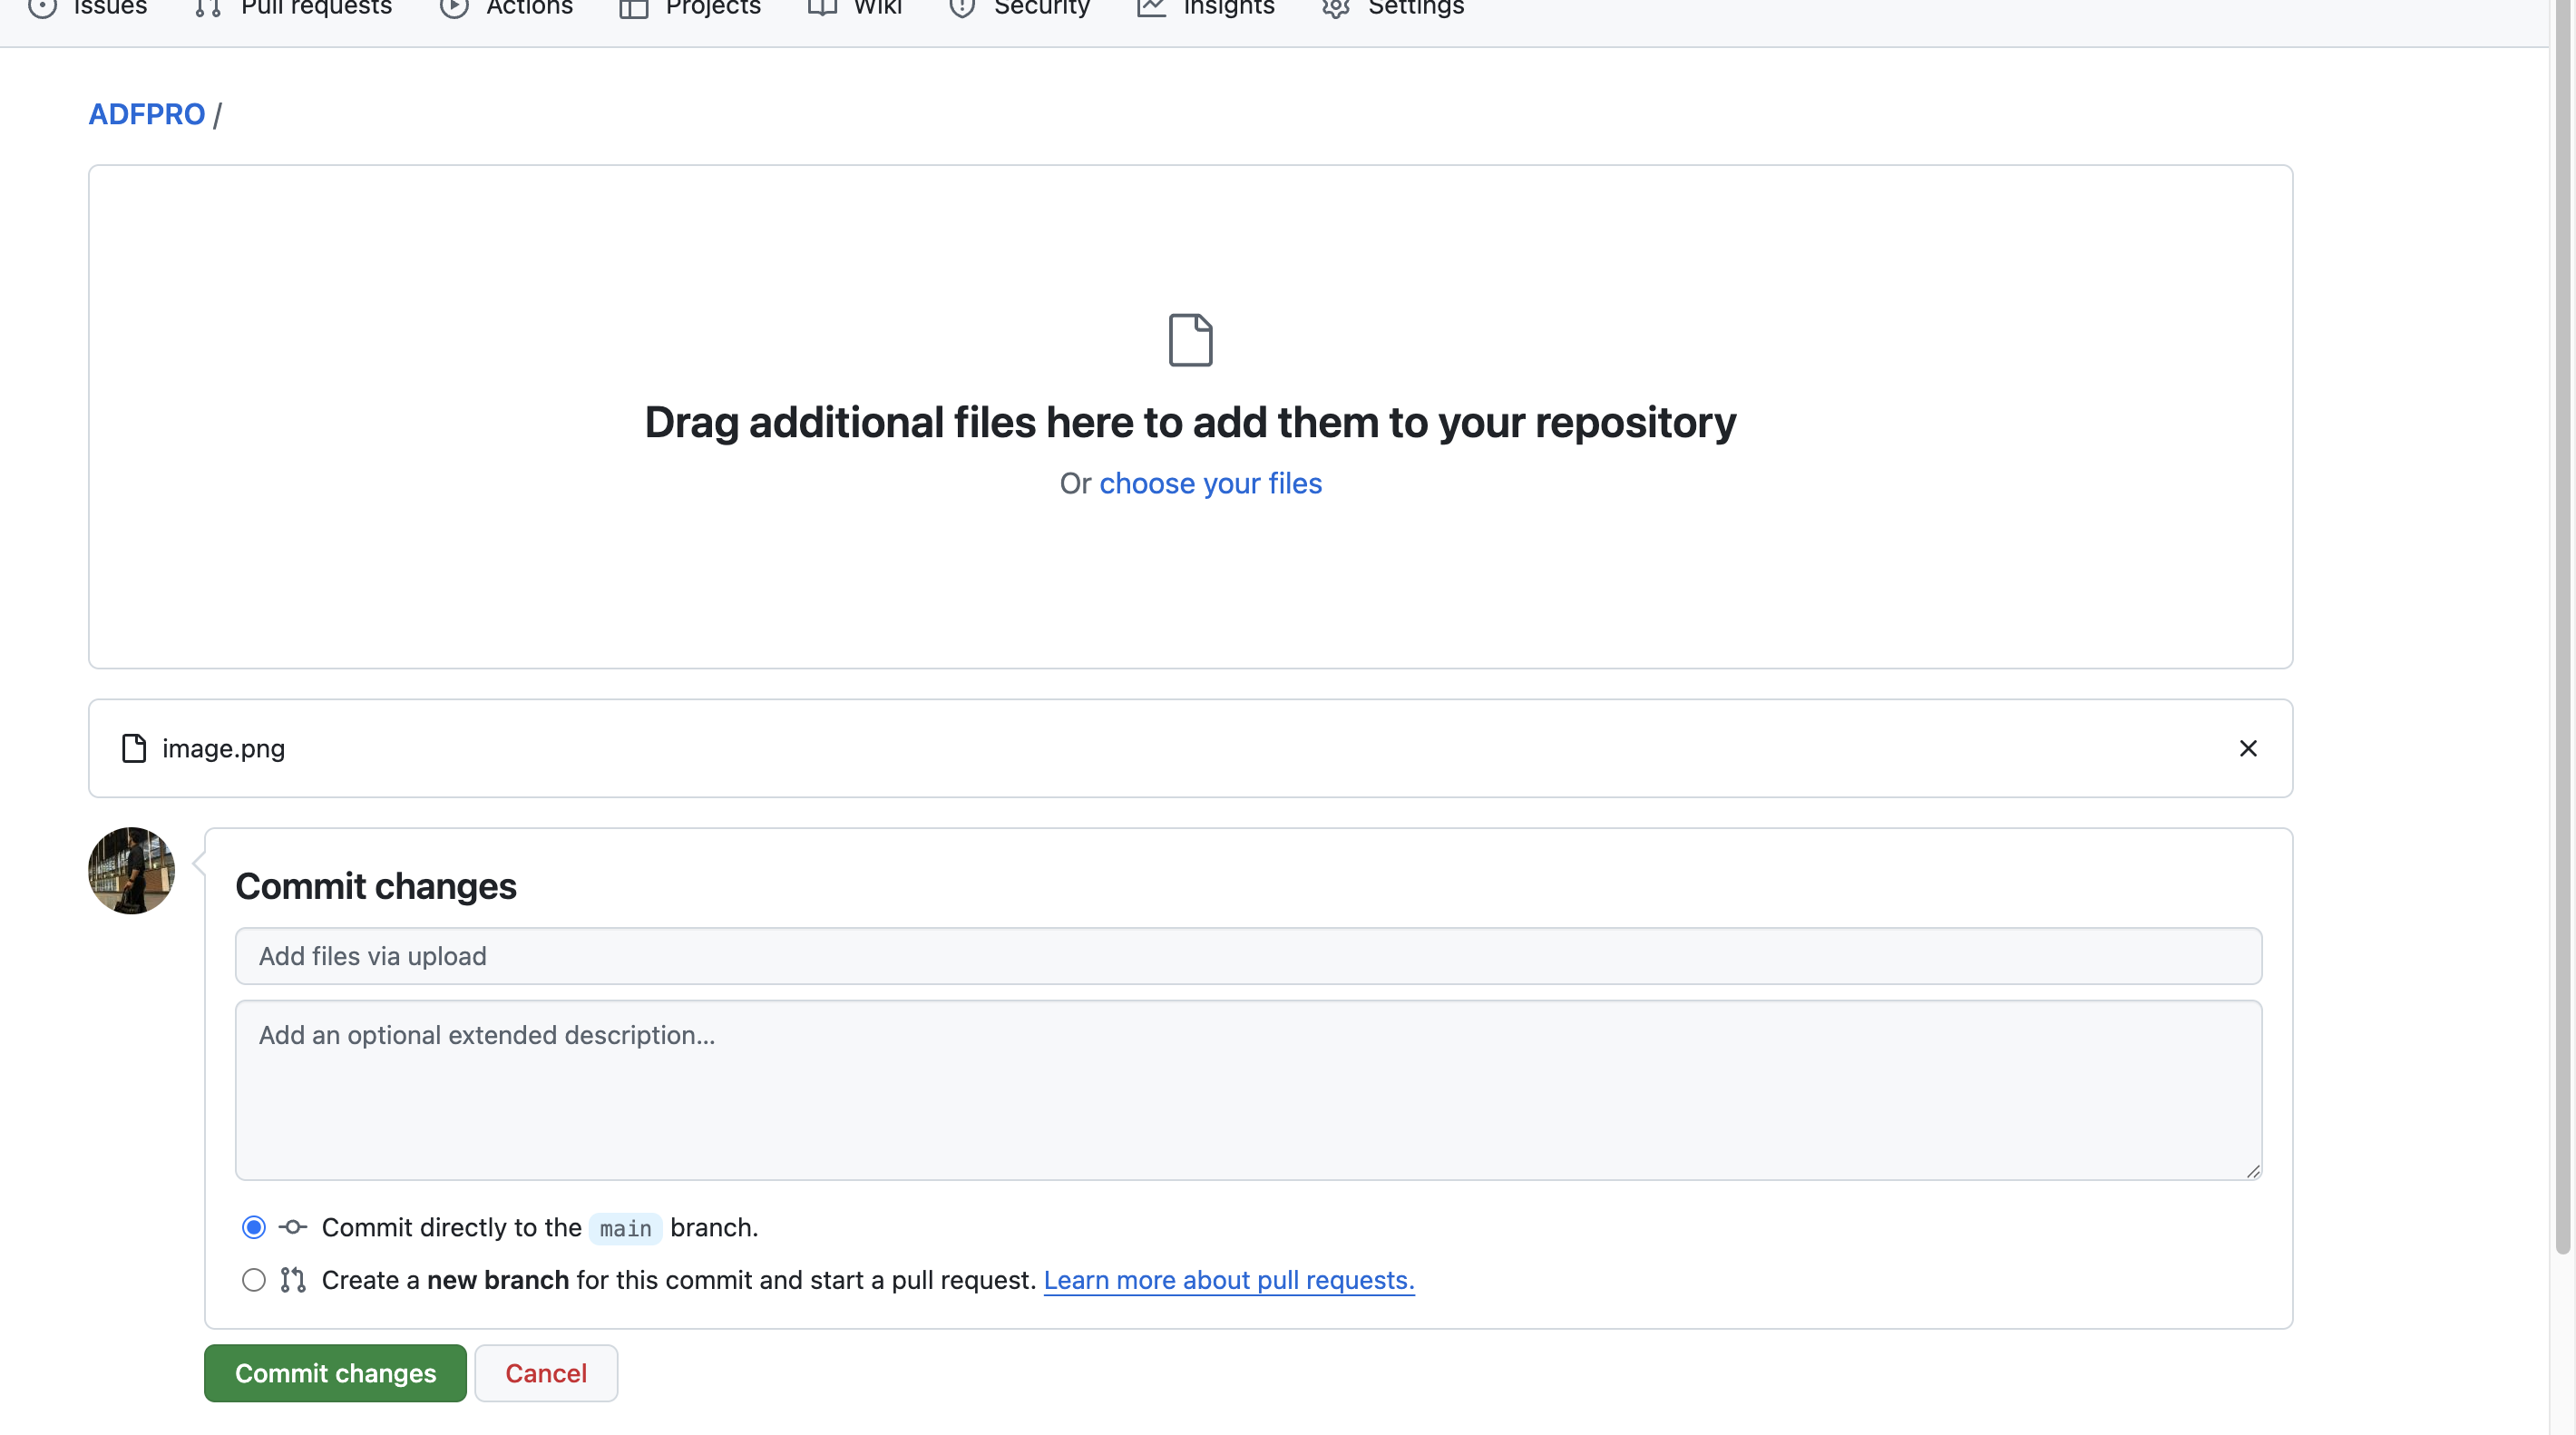 Issues Pull requests Actions Projects Wiki Security Insights Settings
ADFPRO /
Drag additional files here to add them to your repository
Or choose your files
image.png
Commit changes
Add files via upload
Add an optional extended description...
Commit directly to the main branch.
Create a new branch for this commit and start a pull request. Learn more about pull requests.
Commit changes Cancel